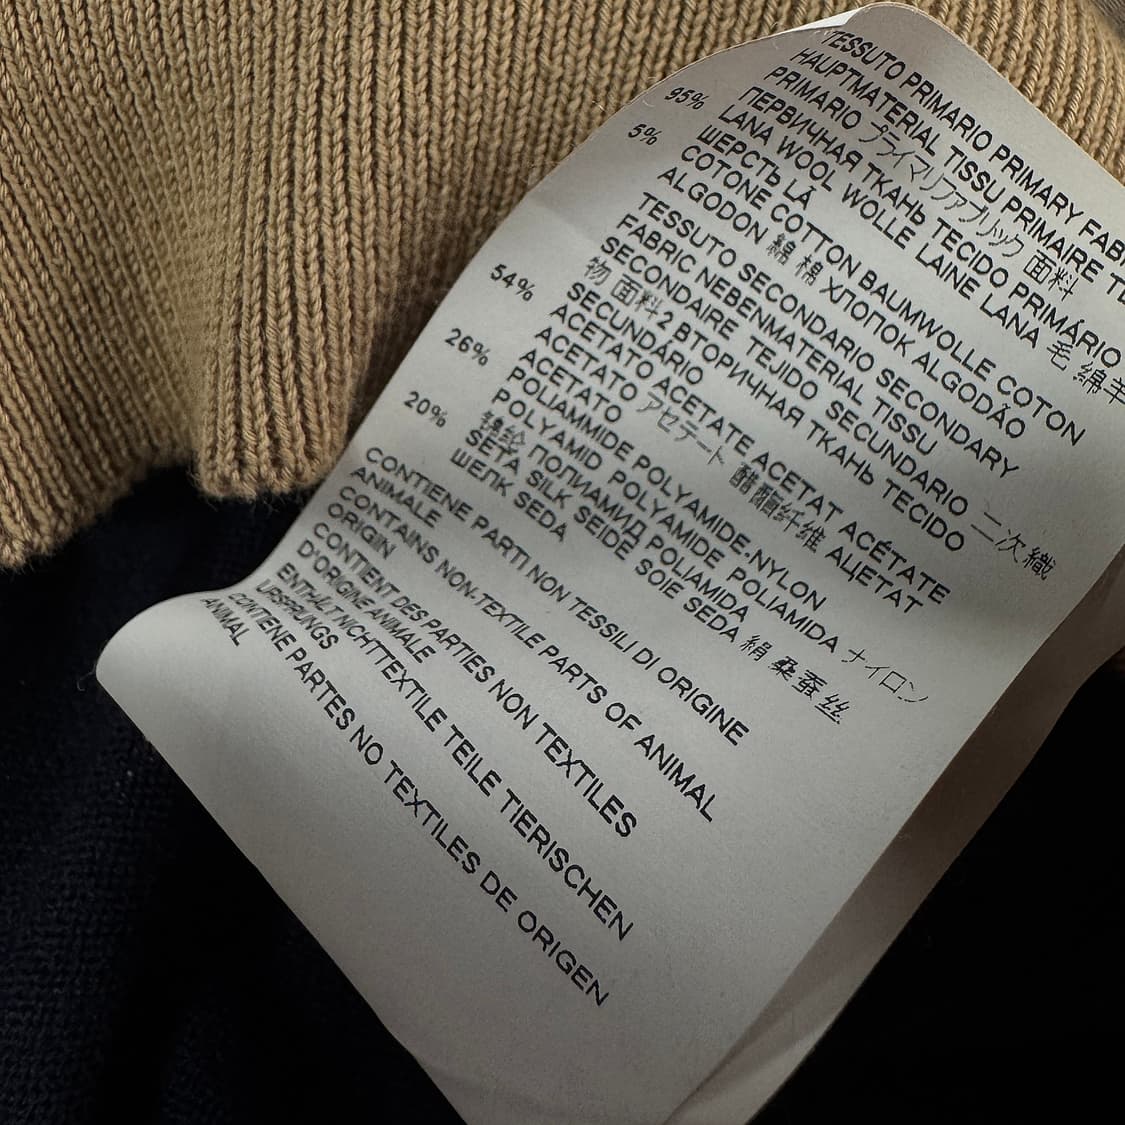 TESSUTO PRIMARIO PRIMARY
HAUPTMATERIAL TISSU PRIMAIRE
PRIMARIO プライマリファブリック 面料
ПЕРВИЧНАЯ ТКАНЬ TECIDO PRIMÁRIO
95% LANA WOOL WOLLE LAINE LANA 毛 綿羊
ШЕРСТЬ LÃ
5% COTONE COTTON BAUMWOLLE COTON
ALGODON 綿 棉 ХЛОПОК ALGODÃO
TESSUTO SECONDARIO SECONDARY
FABRIC NEBENMATERIAL TISSU
SECONDAIRE TEJIDO SECUNDARIO 二次織
物 面料2 ВТОРИЧНАЯ ТКАНЬ TECIDO
SECUNDÁRIO
54% ACETATO ACETATE ACETAT ACÉTATE
ACETATO アセテート 醋酯纤维 АЦЕТАТ
ACETATO
26% POLIAMMIDE POLYAMIDE.NYLON
POLYAMID POLYAMIDE POLIAMIDA ナイロン
锦纶 ПОЛИАМИД POLIAMIDA
20% SETA SILK SEIDE SOIE SEDA 絹 桑蚕丝
ШЕЛК SEDA
CONTIENE PARTI NON TESSILI DI ORIGINE
ANIMALE
CONTAINS NON-TEXTILE PARTS OF ANIMAL
ORIGIN
CONTIENT DES PARTIES NON TEXTILES
D'ORIGINE ANIMALE
ENTHÄLT NICHTTEXTILE TEILE TIERISCHEN
URSPRUNGS
CONTIENE PARTES NO TEXTILES DE ORIGEN
ANIMAL